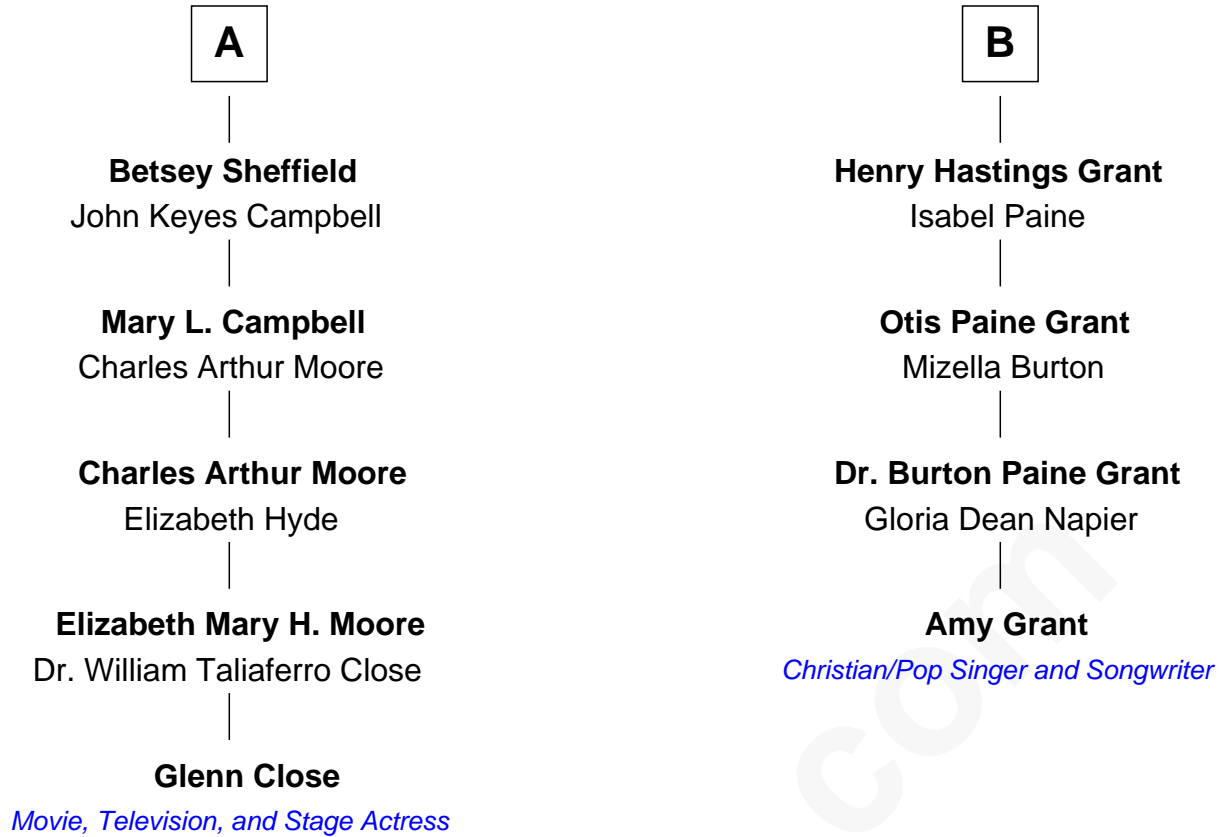 A
Betsey Sheffield
John Keyes Campbell
Mary L. Campbell
Charles Arthur Moore
Charles Arthur Moore
Elizabeth Hyde
Elizabeth Mary H. Moore
Dr. William Taliaferro Close
Glenn Close
Movie, Television, and Stage Actress
B
Henry Hastings Grant
Isabel Paine
Otis Paine Grant
Mizella Burton
Dr. Burton Paine Grant
Gloria Dean Napier
Amy Grant
Christian/Pop Singer and Songwriter
com